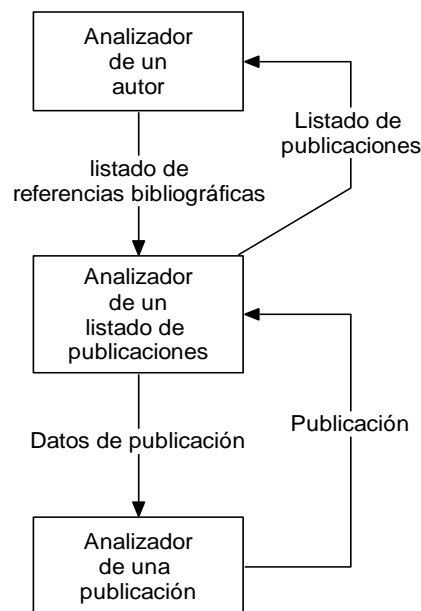 Analizador
de un
autor
Listado de
publicaciones
listado de
referencias bibliográficas
Analizador
de un
listado de
publicaciones
Datos de publicación
Publicación
Analizador
de una
publicación